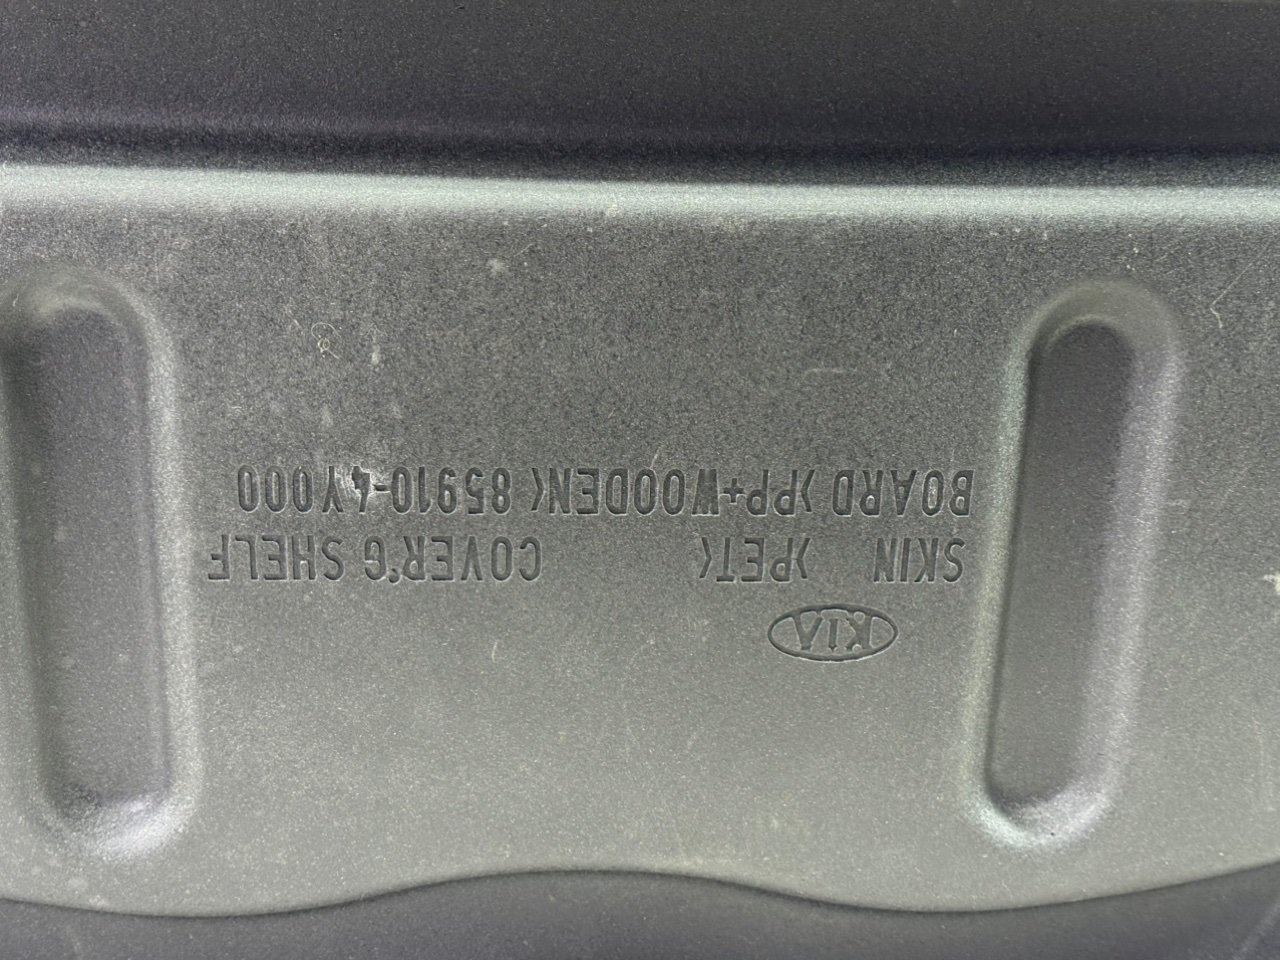 KIA
SKIN >PET< COVER'G SHELF
BOARD >PP+WOODEN< 85910-4Y000